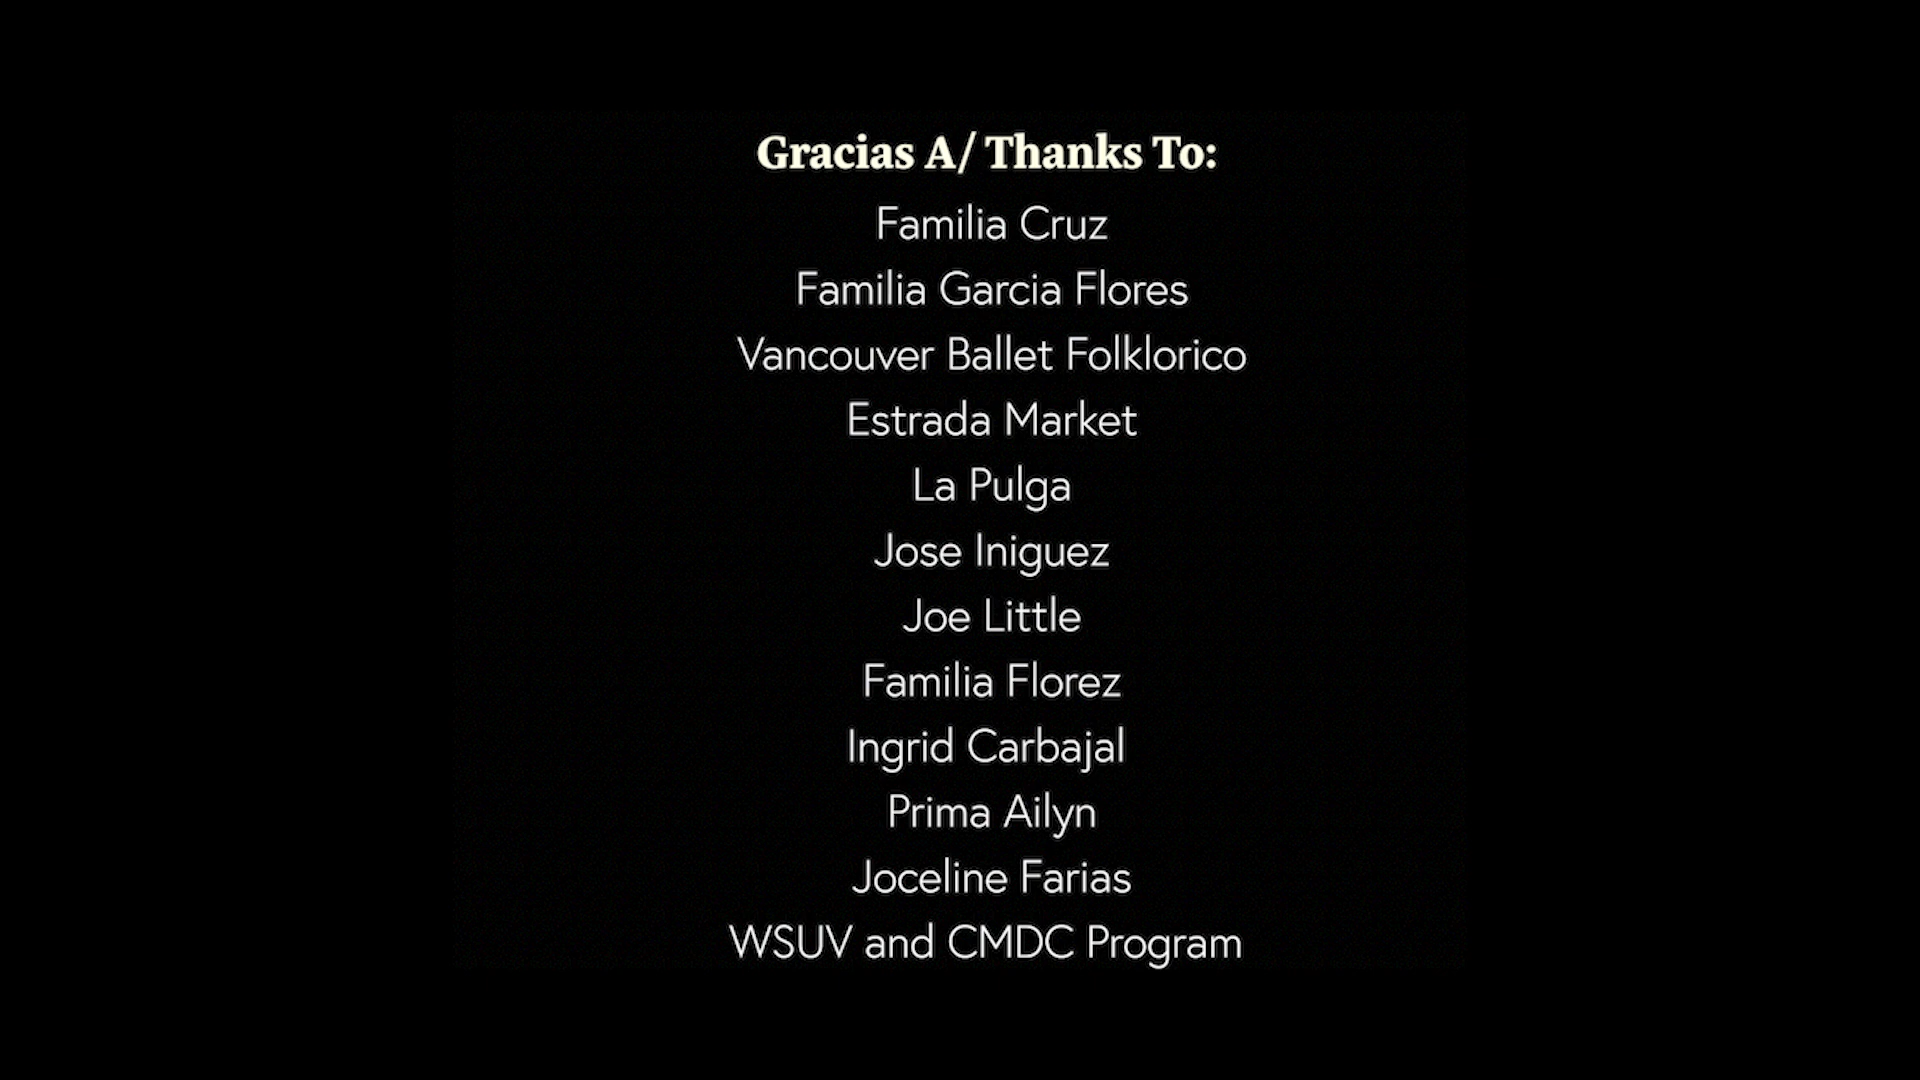 Gracias A/ Thanks To:
Familia Cruz
Familia Garcia Flores
Vancouver Ballet Folklorico
Estrada Market
La Pulga
Jose Iniguez
Joe Little
Familia Florez
Ingrid Carbajal
Prima Ailyn
Joceline Farias
WSUV and CMDC Program